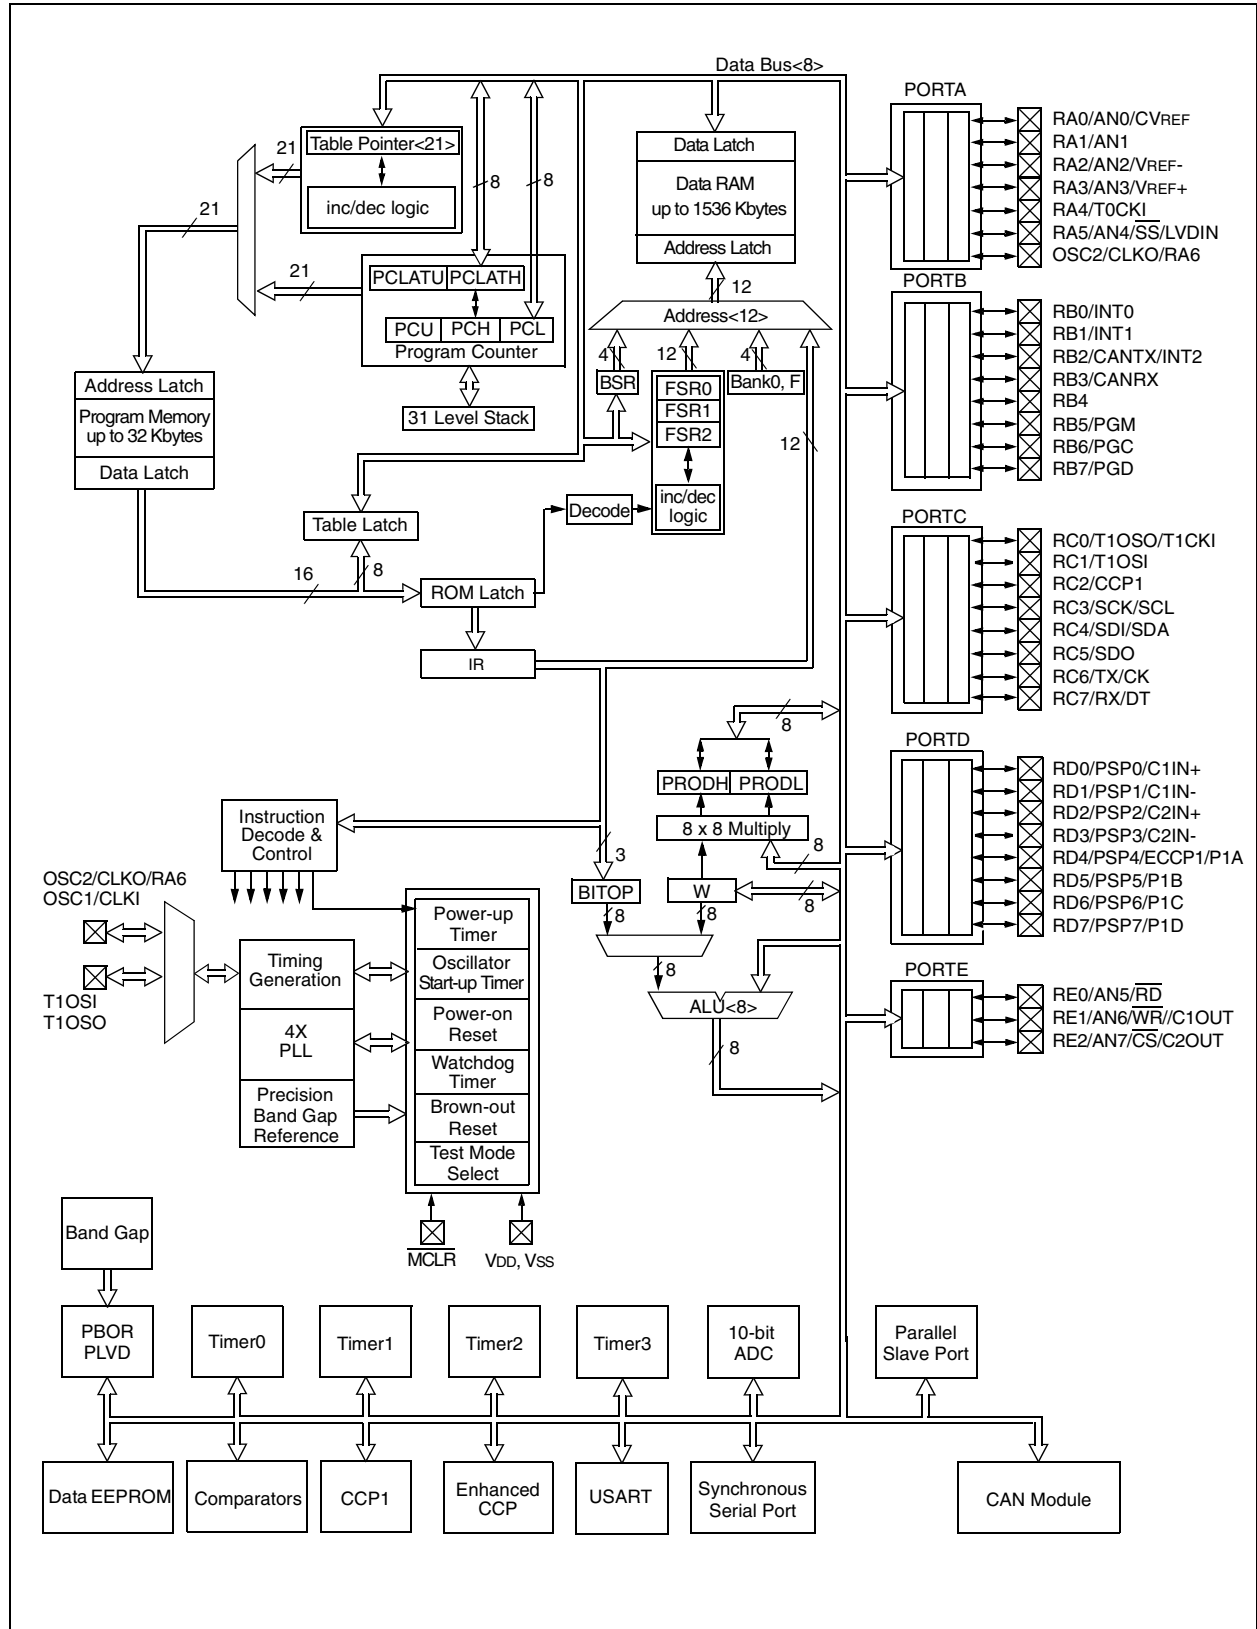 Data Bus<8>
PORTA
RA0/AN0/CVREF
RA1/AN1
RA2/AN2/VREF-
RA3/AN3/VREF+
RA4/T0CKI
RA5/AN4/SS/LVDIN
OSC2/CLKO/RA6
PORTB
RB0/INT0
RB1/INT1
RB2/CANTX/INT2
RB3/CANRX
RB4
RB5/PGM
RB6/PGC
RB7/PGD
PORTC
RC0/T1OSO/T1CKI
RC1/T1OSI
RC2/CCP1
RC3/SCK/SCL
RC4/SDI/SDA
RC5/SDO
RC6/TX/CK
RC7/RX/DT
PORTD
RD0/PSP0/C1IN+
RD1/PSP1/C1IN-
RD2/PSP2/C2IN+
RD3/PSP3/C2IN-
RD4/PSP4/ECCP1/P1A
RD5/PSP5/P1B
RD6/PSP6/P1C
RD7/PSP7/P1D
PORTE
RE0/AN5/RD
RE1/AN6/WR//C1OUT
RE2/AN7/CS/C2OUT
Table Pointer<21>
inc/dec logic
21
21
21
8
8
PCLATU PCLATH
PCU PCH PCL
Program Counter
31 Level Stack
Data Latch
Data RAM
up to 1536 Kbytes
Address Latch
12
Address<12>
4
12
4
BSR
FSR0
FSR1
FSR2
Bank0, F
inc/dec
logic
12
Address Latch
Program Memory
up to 32 Kbytes
Data Latch
Table Latch
Decode
16
8
ROM Latch
IR
8
PRODH PRODL
8 x 8 Multiply
8
3
BITOP
W
8
8
8
8
ALU<8>
8
Instruction
Decode &
Control
OSC2/CLKO/RA6
OSC1/CLKI
T1OSI
T1OSO
Timing
Generation
4X
PLL
Precision
Band Gap
Reference
Power-up
Timer
Oscillator
Start-up Timer
Power-on
Reset
Watchdog
Timer
Brown-out
Reset
Test Mode
Select
MCLR
VDD, VSS
Band Gap
PBOR
PLVD
Timer0
Timer1
Timer2
Timer3
10-bit
ADC
Parallel
Slave Port
Data EEPROM
Comparators
CCP1
Enhanced
CCP
USART
Synchronous
Serial Port
CAN Module